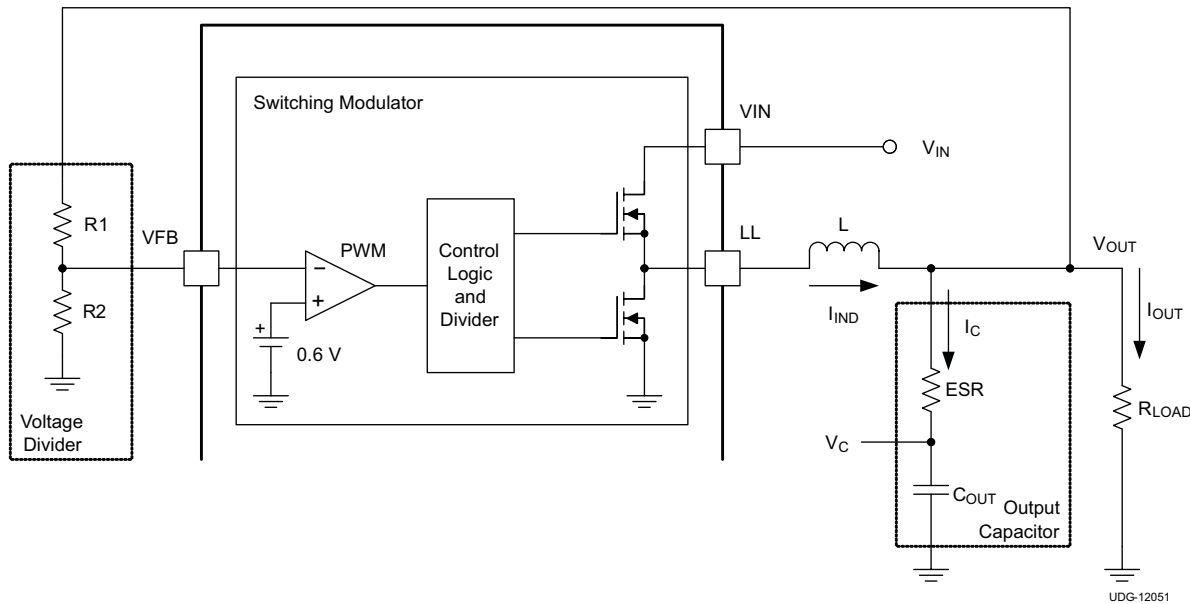 Switching Modulator
VIN
V_IN
R1
VFB
PWM
Control
Logic
and
Divider
LL
L
V_OUT
R2
−
+
+
0.6 V
I_IND
I_C
I_OUT
ESR
R_LOAD
Voltage
Divider
V_C
C_OUT
Output
Capacitor
UDG-12051